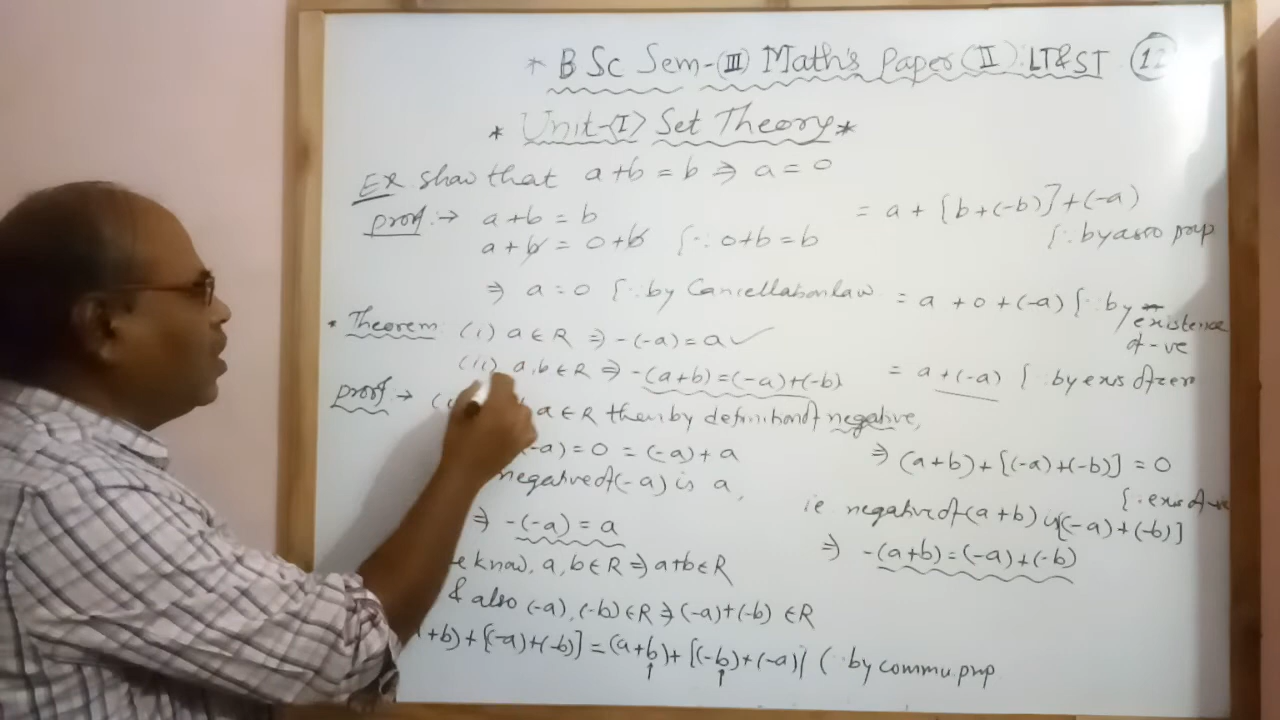 * B Sc Sem-(III) Math's Paper (II) LT&ST
* Unit-(I) Set Theory *
Ex. show that a+b = b ⇒ a = 0
proof :→ a+b = b
a+b = 0+b {∵ 0+b = b
⇒ a = 0 {∵ by Cancellation law
* Theorem: (i) a ∈ R ⇒ -(-a) = a ✓
(ii) a, b ∈ R ⇒ -(a+b) = (-a)+(-b)
proof :→ a ∈ R then by definition of negative,
-a) = 0 = (-a) + a
negative of (-a) is a,
⇒ -(-a) = a
e know, a, b ∈ R ⇒ a+b ∈ R
& also (-a), (-b) ∈ R ⇒ (-a)+(-b) ∈ R
+b) + [(-a)+(-b)] = (a+b) + [(-b)+(-a)] (∵ by commu. prop
= a + [b+(-b)] + (-a)
{∵ by asso prop
= a + 0 + (-a) {∵ by existence of -ve
= a + (-a) {∵ by exis of zero
⇒ (a+b) + [(-a)+(-b)] = 0
{∵ exis of -ve
ie negative of (a+b) is [(-a)+(-b)]
⇒ -(a+b) = (-a)+(-b)